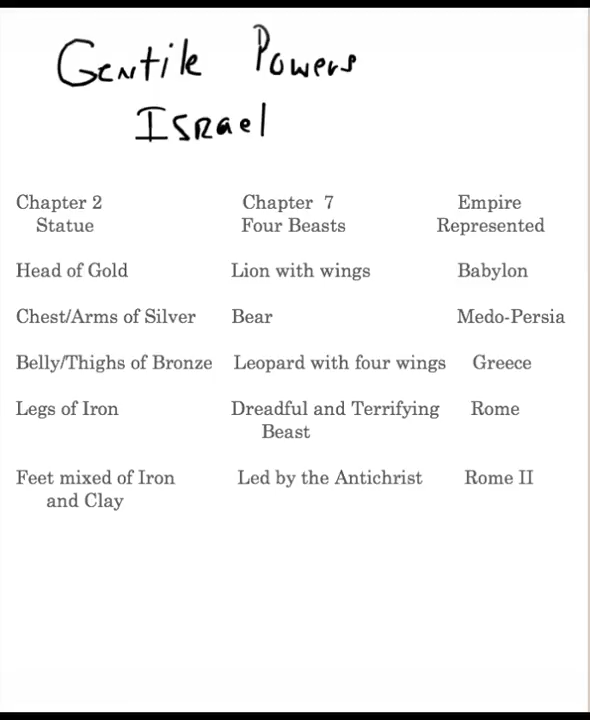 Gentile Powers
Israel
Chapter 2 Chapter 7 Empire
Statue Four Beasts Represented
Head of Gold Lion with wings Babylon
Chest/Arms of Silver Bear Medo-Persia
Belly/Thighs of Bronze Leopard with four wings Greece
Legs of Iron Dreadful and Terrifying Rome
Beast
Feet mixed of Iron Led by the Antichrist Rome II
and Clay